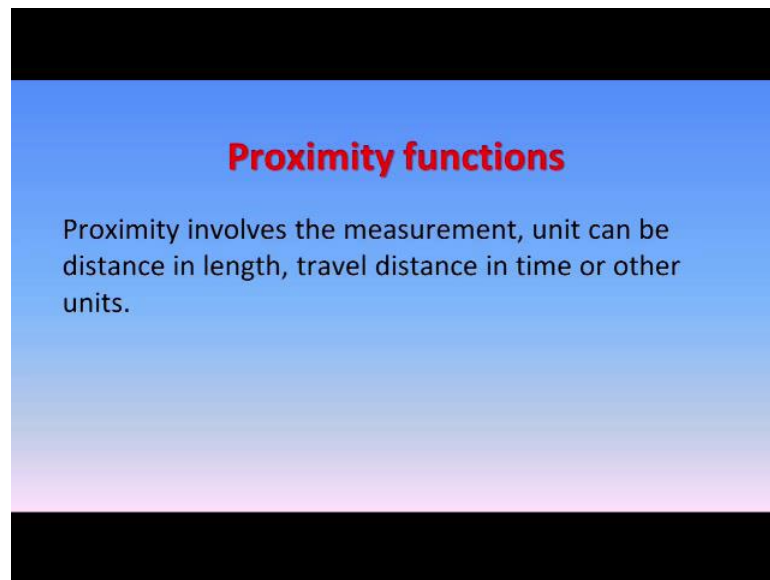 Proximity functions
Proximity involves the measurement, unit can be
distance in length, travel distance in time or other
units.